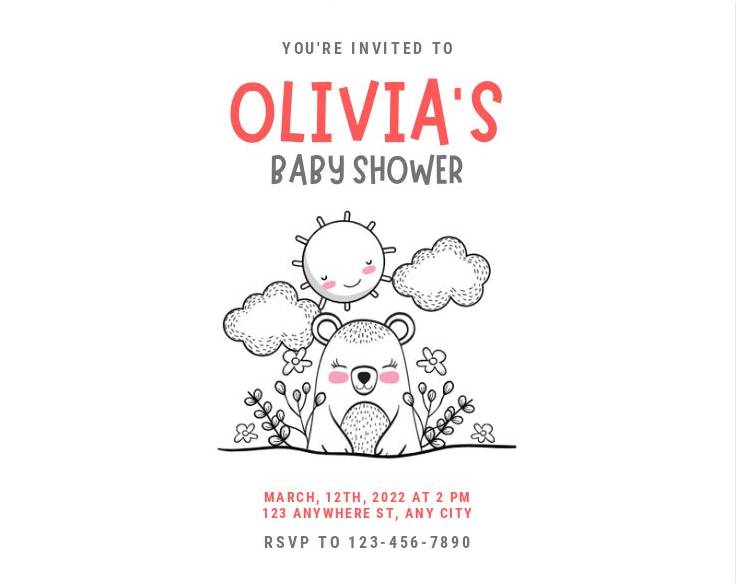 YOU'RE INVITED TO
OLIVIA'S
BABY SHOWER
MARCH, 12TH, 2022 AT 2 PM
123 ANYWHERE ST, ANY CITY
RSVP TO 123-456-7890